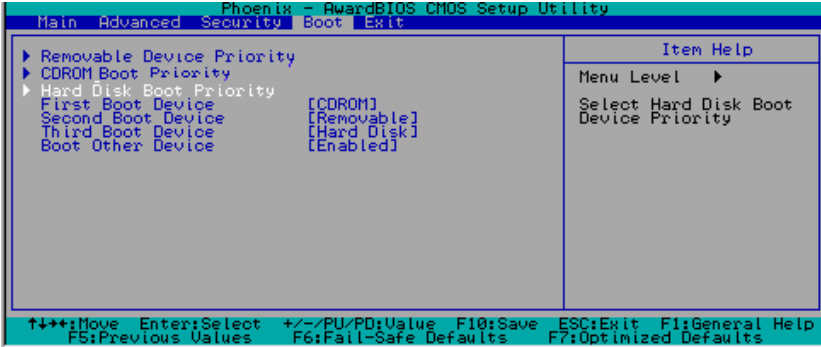 Phoenix - AwardBIOS CMOS Setup Utility
Main Advanced Security Boot Exit
Removable Device Priority
CDROM Boot Priority
Hard Disk Boot Priority
First Boot Device [CDROM]
Second Boot Device [Removable]
Third Boot Device [Hard Disk]
Boot Other Device [Enabled]
Item Help
Menu Level ▶
Select Hard Disk Boot
Device Priority
↑↓→←:Move Enter:Select +/-/PU/PD:Value F10:Save ESC:Exit F1:General Help
F5:Previous Values F6:Fail-Safe Defaults F7:Optimized Defaults